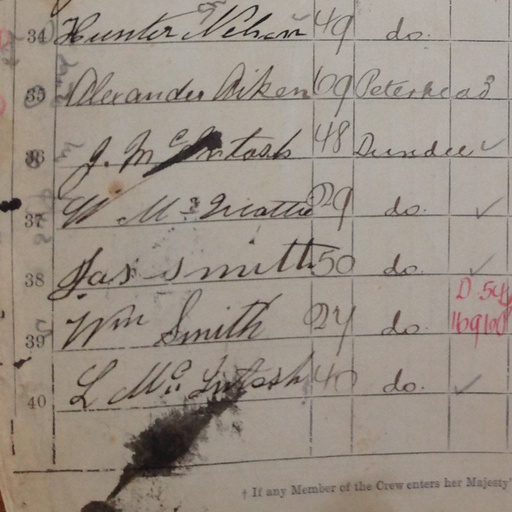 34 Hunter Nelson 49 do.
35 Alexander Aiken 69 Peterhead
36 J. McIntosh 48 Dundee ✓
37 W Mc 29 do. ✓
38 Jas Smith 50 do. ✓
D 54
39 Wm Smith 24 do. 169100
40 L McIntosh 40 do. ✓
† If any Member of the Crew enters her Majesty'